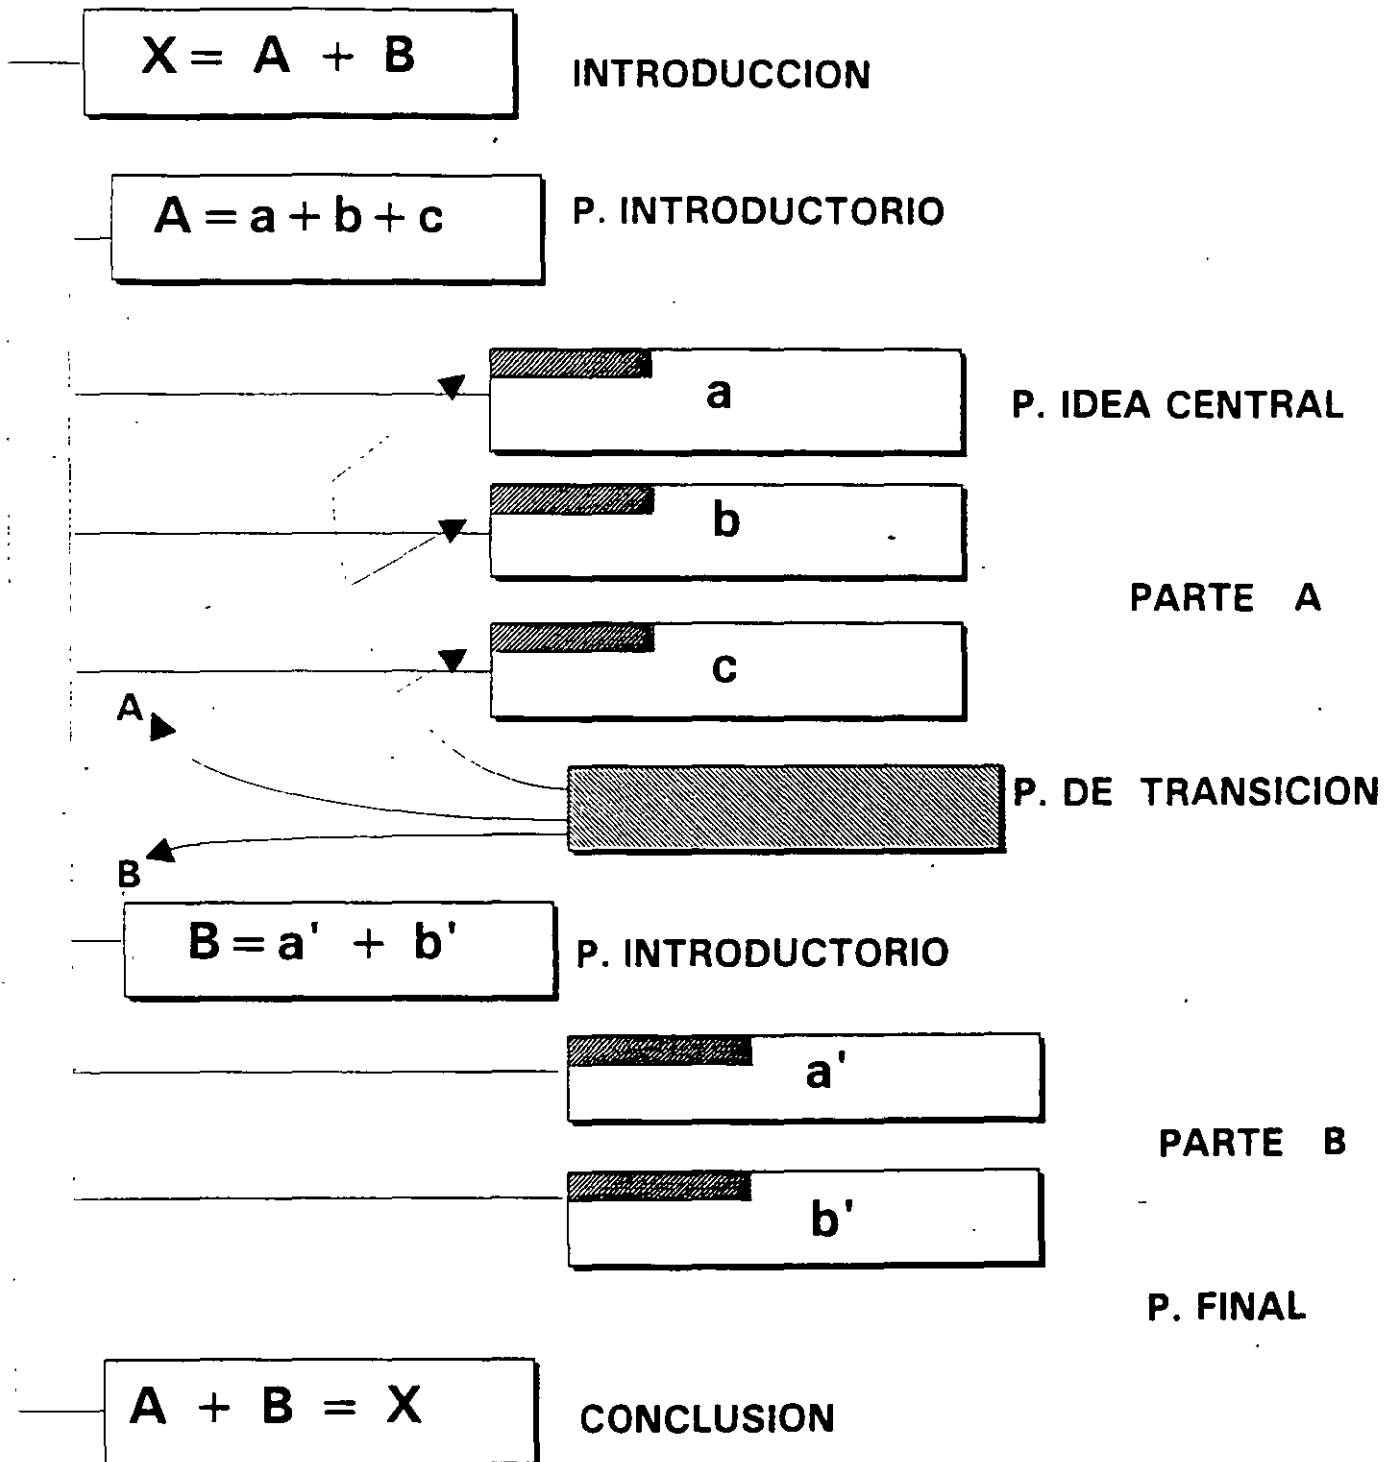 X = A + B
INTRODUCCION
A = a + b + c
P. INTRODUCTORIO
a
P. IDEA CENTRAL
b
PARTE A
c
A
P. DE TRANSICION
B
B = a' + b'
P. INTRODUCTORIO
a'
PARTE B
b'
P. FINAL
A + B = X
CONCLUSION